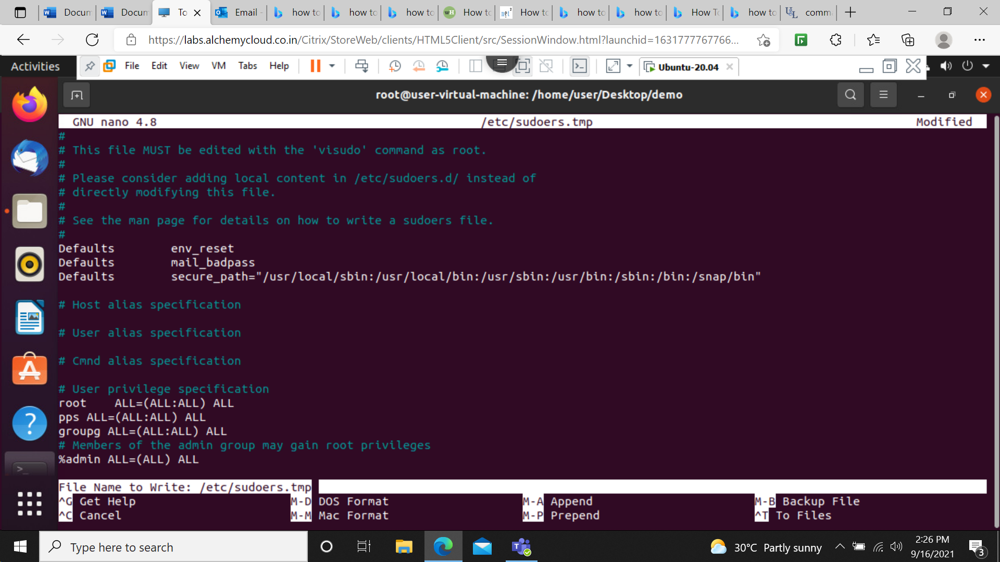 Docum
Docum
To
Email -
how to
how to
how to
wH
How to
net²
How to
how to
how to
How To
how to
UL
comm
https://labs.alchemycloud.co.in/Citrix/StoreWeb/clients/HTML5Client/src/SessionWindow.html?launchid=1631777767766...
Activities
File Edit View VM Tabs Help
Ubuntu-20.04
root@user-virtual-machine: /home/user/Desktop/demo
GNU nano 4.8 /etc/sudoers.tmp Modified
#
# This file MUST be edited with the 'visudo' command as root.
#
# Please consider adding local content in /etc/sudoers.d/ instead of
# directly modifying this file.
#
# See the man page for details on how to write a sudoers file.
#
Defaults env_reset
Defaults mail_badpass
Defaults secure_path="/usr/local/sbin:/usr/local/bin:/usr/sbin:/usr/bin:/sbin:/bin:/snap/bin"
# Host alias specification
# User alias specification
# Cmnd alias specification
# User privilege specification
root ALL=(ALL:ALL) ALL
pps ALL=(ALL:ALL) ALL
groupg ALL=(ALL:ALL) ALL
# Members of the admin group may gain root privileges
%admin ALL=(ALL) ALL
File Name to Write: /etc/sudoers.tmp
^G Get Help M-D DOS Format M-A Append M-B Backup File
^C Cancel M-M Mac Format M-P Prepend ^T To Files
Type here to search
30°C Partly sunny
2:26 PM
9/16/2021
3